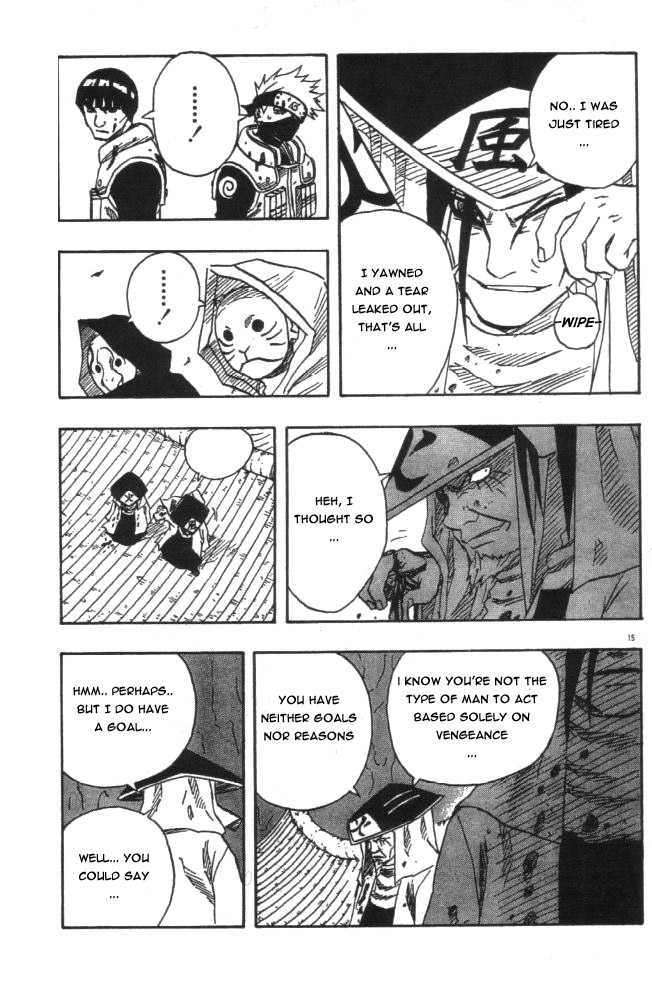 NO.. I WAS
JUST TIRED
...
風
I YAWNED
AND A TEAR
LEAKED OUT,
THAT'S ALL
...
-WIPE-
......!
......!
HEH, I
THOUGHT SO
...
15
I KNOW YOU'RE NOT THE
TYPE OF MAN TO ACT
BASED SOLELY ON
VENGEANCE
...
YOU HAVE
NEITHER GOALS
NOR REASONS
HMM.. PERHAPS..
BUT I DO HAVE
A GOAL...
WELL... YOU
COULD SAY
...